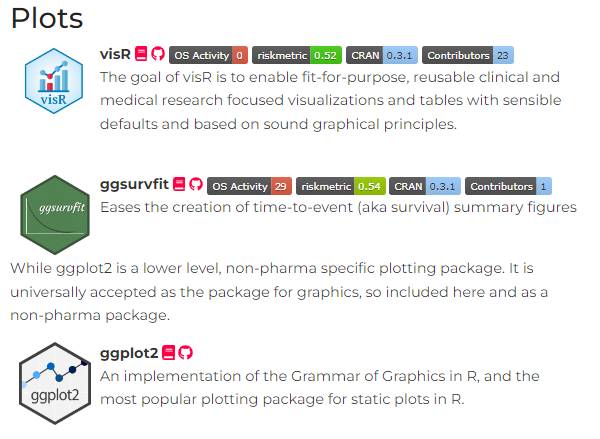 Plots
visR OS Activity 0 riskmetric 0.52 CRAN 0.3.1 Contributors 23
visR
The goal of visR is to enable fit-for-purpose, reusable clinical and
medical research focused visualizations and tables with sensible
defaults and based on sound graphical principles.
ggsurvfit OS Activity 29 riskmetric 0.54 CRAN 0.3.1 Contributors 1
ggsurvfit
Eases the creation of time-to-event (aka survival) summary figures
While ggplot2 is a lower level, non-pharma specific plotting package. It is
universally accepted as the package for graphics, so included here and as a
non-pharma package.
ggplot2
ggplot2
An implementation of the Grammar of Graphics in R, and the
most popular plotting package for static plots in R.